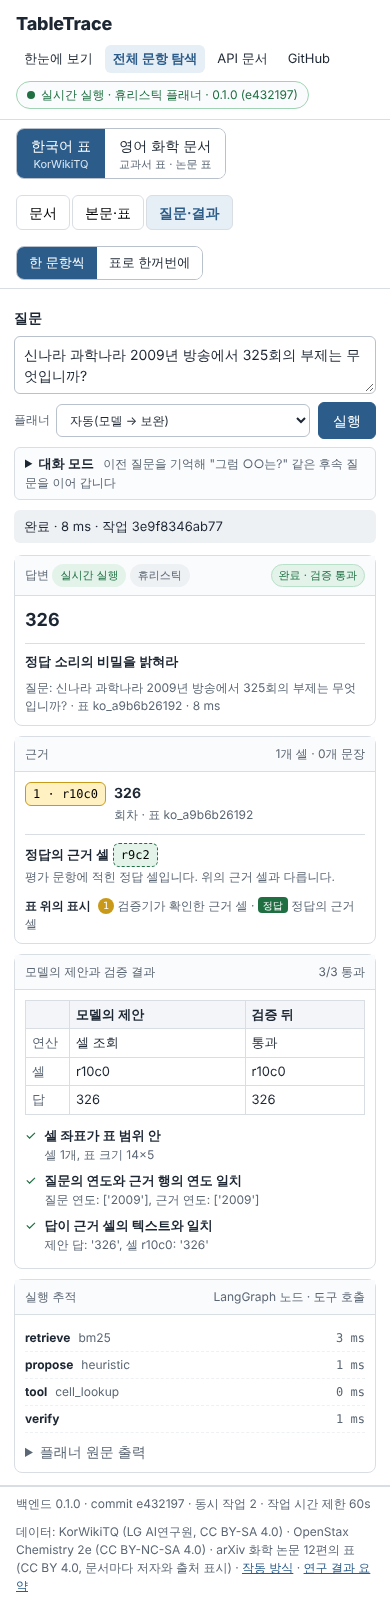 TableTrace
한눈에 보기 전체 문항 탐색 API 문서 GitHub
실시간 실행 · 휴리스틱 플래너 · 0.1.0 (e432197)
한국어 표 영어 화학 문서
KorWikiTQ 교과서 표 · 논문 표
문서 본문·표 질문·결과
한 문항씩 표로 한꺼번에
질문
신나라 과학나라 2009년 방송에서 325회의 부제는 무
엇입니까?
플래너 자동(모델 → 보완) 실행
▶ 대화 모드 이전 질문을 기억해 "그럼 ○○는?" 같은 후속 질
문을 이어 갑니다
완료 · 8 ms · 작업 3e9f8346ab77
답변 실시간 실행 휴리스틱 완료 · 검증 통과
326
정답 소리의 비밀을 밝혀라
질문: 신나라 과학나라 2009년 방송에서 325회의 부제는 무엇
입니까? · 표 ko_a9b6b26192 · 8 ms
근거 1개 셀 · 0개 문장
1 · r10c0 326
회차 · 표 ko_a9b6b26192
정답의 근거 셀 r9c2
평가 문항에 적힌 정답 셀입니다. 위의 근거 셀과 다릅니다.
표 위의 표시 1 검증기가 확인한 근거 셀 · 정답 정답의 근거
셀
모델의 제안과 검증 결과 3/3 통과
모델의 제안 검증 뒤
연산 셀 조회 통과
셀 r10c0 r10c0
답 326 326
✓ 셀 좌표가 표 범위 안
셀 1개, 표 크기 14×5
✓ 질문의 연도와 근거 행의 연도 일치
질문 연도: ['2009'], 근거 연도: ['2009']
✓ 답이 근거 셀의 텍스트와 일치
제안 답: '326', 셀 r10c0: '326'
실행 추적 LangGraph 노드 · 도구 호출
retrieve bm25 3 ms
propose heuristic 1 ms
tool cell_lookup 0 ms
verify 1 ms
▶ 플래너 원문 출력
백엔드 0.1.0 · commit e432197 · 동시 작업 2 · 작업 시간 제한 60s
데이터: KorWikiTQ (LG AI연구원, CC BY-SA 4.0) · OpenStax
Chemistry 2e (CC BY-NC-SA 4.0) · arXiv 화학 논문 12편의 표
(CC BY 4.0, 문서마다 저자와 출처 표시) · 작동 방식 · 연구 결과 요
약